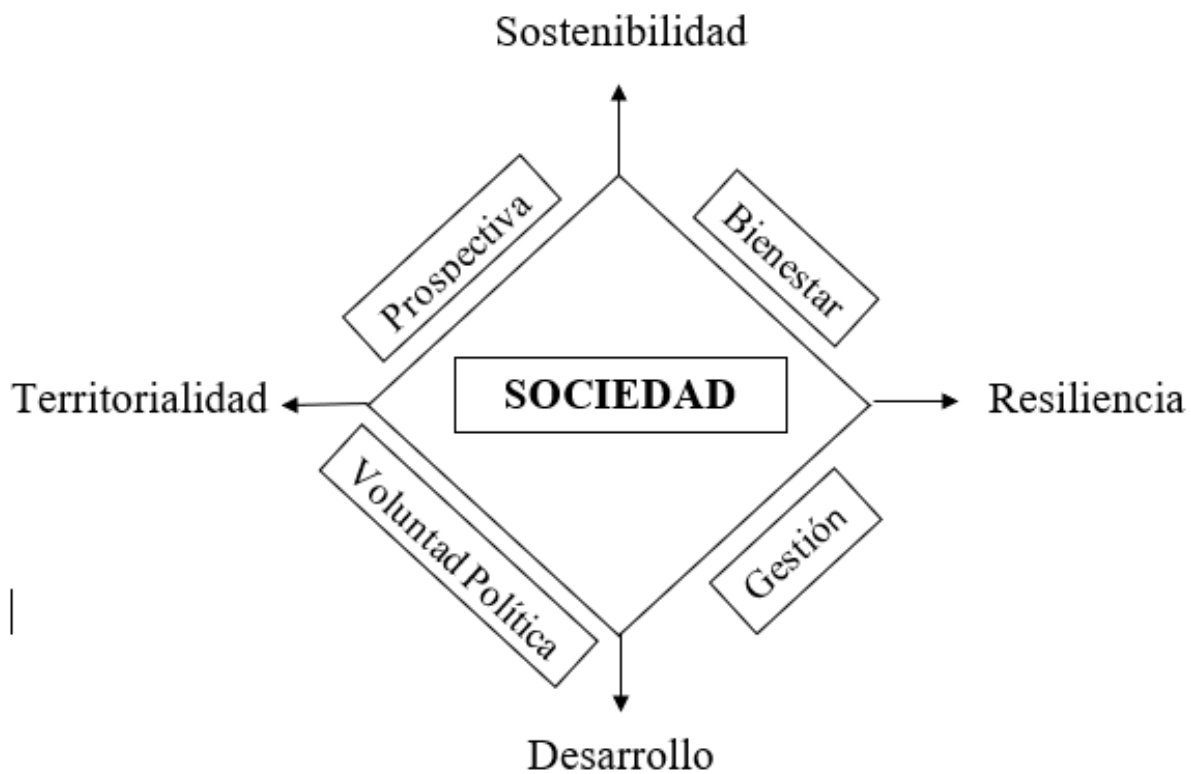 Sostenibilidad
Prospectiva
Bienestar
Territorialidad
SOCIEDAD
Resiliencia
Voluntad Política
Gestión
Desarrollo